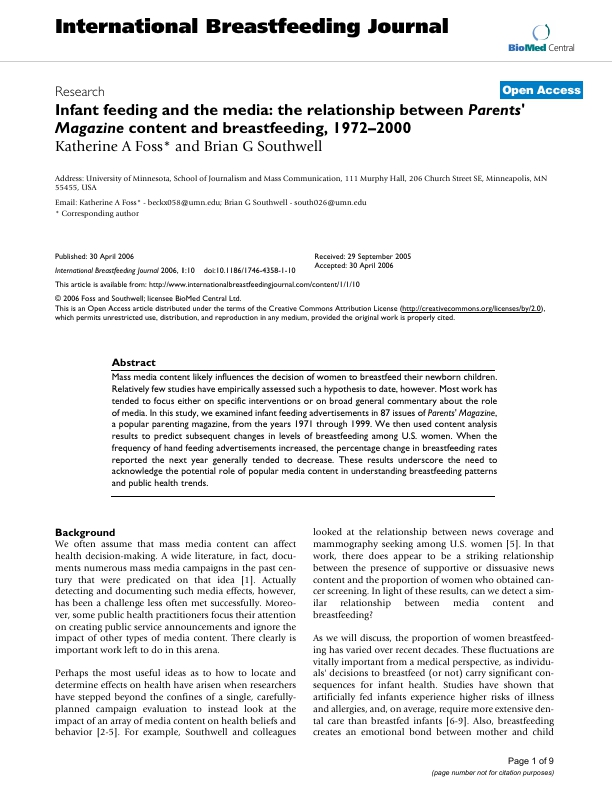 International Breastfeeding Journal
BioMed Central
Research
Open Access
Infant feeding and the media: the relationship between Parents'
Magazine content and breastfeeding, 1972–2000
Katherine A Foss* and Brian G Southwell
Address: University of Minnesota, School of Journalism and Mass Communication, 111 Murphy Hall, 206 Church Street SE, Minneapolis, MN
55455, USA
Email: Katherine A Foss* - beckx058@umn.edu; Brian G Southwell - south026@umn.edu
* Corresponding author
Published: 30 April 2006
International Breastfeeding Journal 2006, 1:10 doi:10.1186/1746-4358-1-10
Received: 29 September 2005
Accepted: 30 April 2006
This article is available from: http://www.internationalbreastfeedingjournal.com/content/1/1/10
© 2006 Foss and Southwell; licensee BioMed Central Ltd.
This is an Open Access article distributed under the terms of the Creative Commons Attribution License (http://creativecommons.org/licenses/by/2.0),
which permits unrestricted use, distribution, and reproduction in any medium, provided the original work is properly cited.
Abstract
Mass media content likely influences the decision of women to breastfeed their newborn children.
Relatively few studies have empirically assessed such a hypothesis to date, however. Most work has
tended to focus either on specific interventions or on broad general commentary about the role
of media. In this study, we examined infant feeding advertisements in 87 issues of Parents' Magazine,
a popular parenting magazine, from the years 1971 through 1999. We then used content analysis
results to predict subsequent changes in levels of breastfeeding among U.S. women. When the
frequency of hand feeding advertisements increased, the percentage change in breastfeeding rates
reported the next year generally tended to decrease. These results underscore the need to
acknowledge the potential role of popular media content in understanding breastfeeding patterns
and public health trends.
Background
We often assume that mass media content can affect
health decision-making. A wide literature, in fact, docu-
ments numerous mass media campaigns in the past cen-
tury that were predicated on that idea [1]. Actually
detecting and documenting such media effects, however,
has been a challenge less often met successfully. Moreo-
ver, some public health practitioners focus their attention
on creating public service announcements and ignore the
impact of other types of media content. There clearly is
important work left to do in this arena.
Perhaps the most useful ideas as to how to locate and
determine effects on health have arisen when researchers
have stepped beyond the confines of a single, carefully-
planned campaign evaluation to instead look at the
impact of an array of media content on health beliefs and
behavior [2-5]. For example, Southwell and colleagues
looked at the relationship between news coverage and
mammography seeking among U.S. women [5]. In that
work, there does appear to be a striking relationship
between the presence of supportive or dissuasive news
content and the proportion of women who obtained can-
cer screening. In light of these results, can we detect a sim-
ilar relationship between media content and
breastfeeding?
As we will discuss, the proportion of women breastfeed-
ing has varied over recent decades. These fluctuations are
vitally important from a medical perspective, as individu-
als' decisions to breastfeed (or not) carry significant con-
sequences for infant health. Studies have shown that
artificially fed infants experience higher risks of illness
and allergies, and, on average, require more extensive den-
tal care than breastfed infants [6-9]. Also, breastfeeding
creates an emotional bond between mother and child
Page 1 of 9
(page number not for citation purposes)